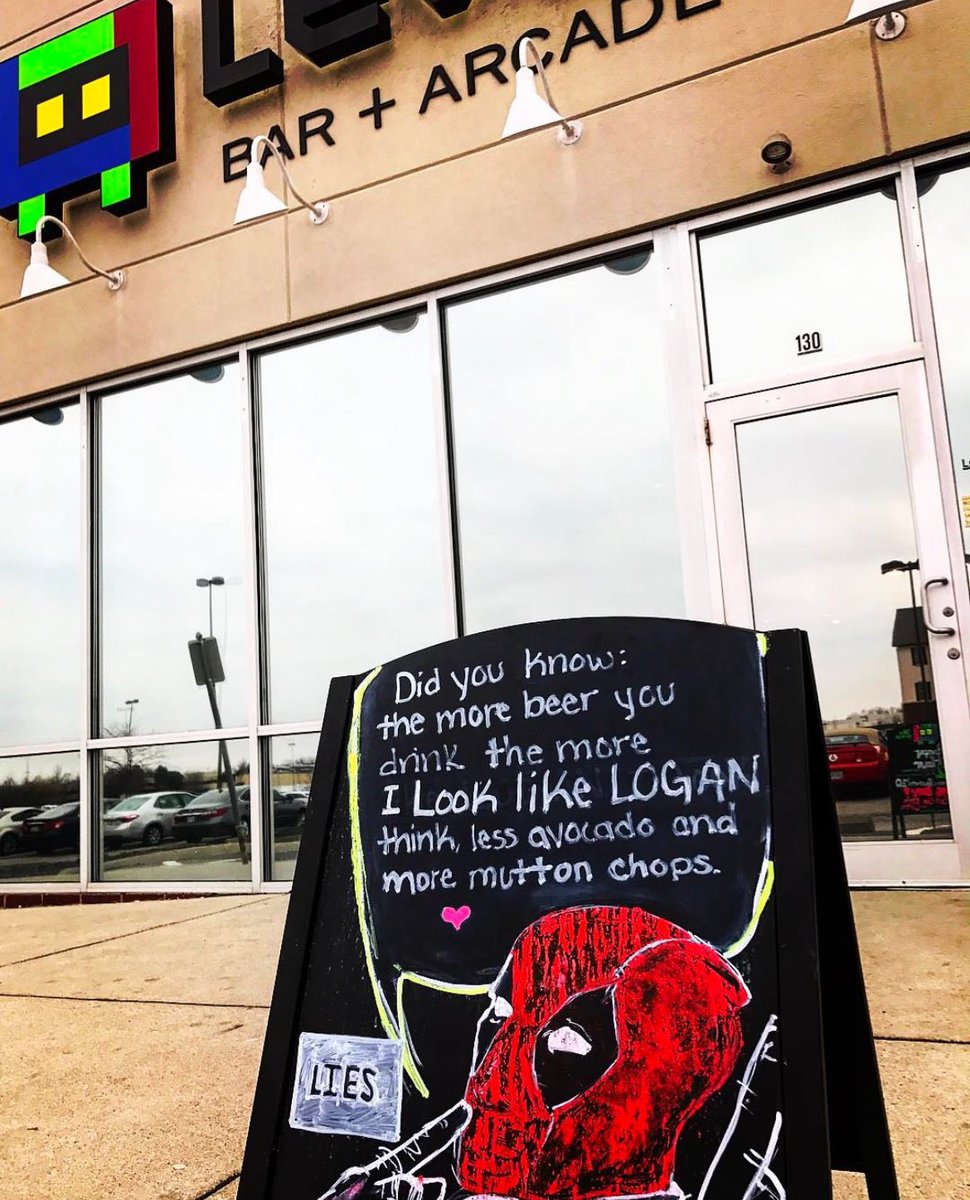 BAR + ARCADE
130
Did you know:
the more beer you
drink the more
I Look like LOGAN
think, less avocado and
more mutton chops.
LIES